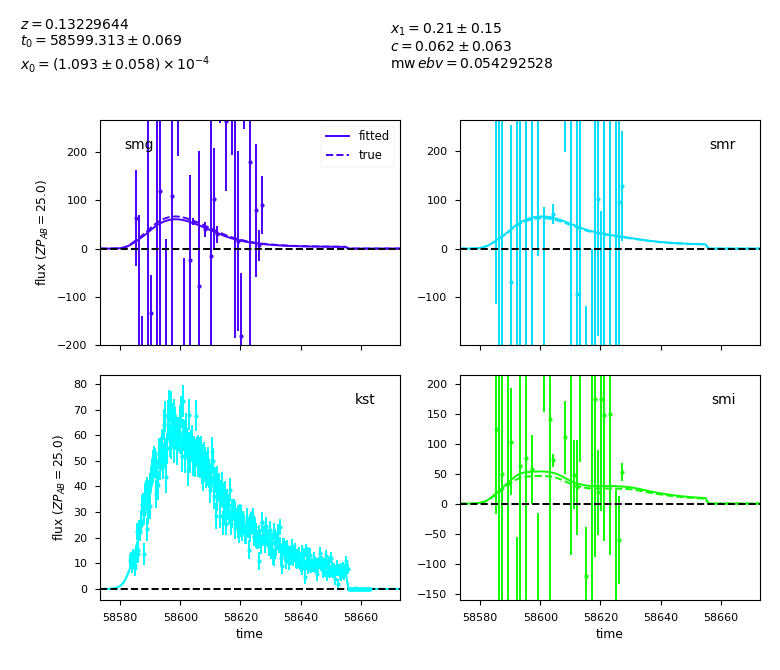 z = 0.13229644
t₀ = 58599.313 ± 0.069
x₀ = (1.093 ± 0.058) × 10⁻⁴
x₁ = 0.21 ± 0.15
c = 0.062 ± 0.063
mw ebv = 0.054292528
smg
fitted
true
200
100
0
−100
−200
flux (ZP_AB = 25.0)
smr
200
100
0
−100
kst
80
70
60
50
40
30
20
10
0
flux (ZP_AB = 25.0)
58580 58600 58620 58640 58660
time
smi
200
150
100
50
0
−50
−100
−150
58580 58600 58620 58640 58660
time